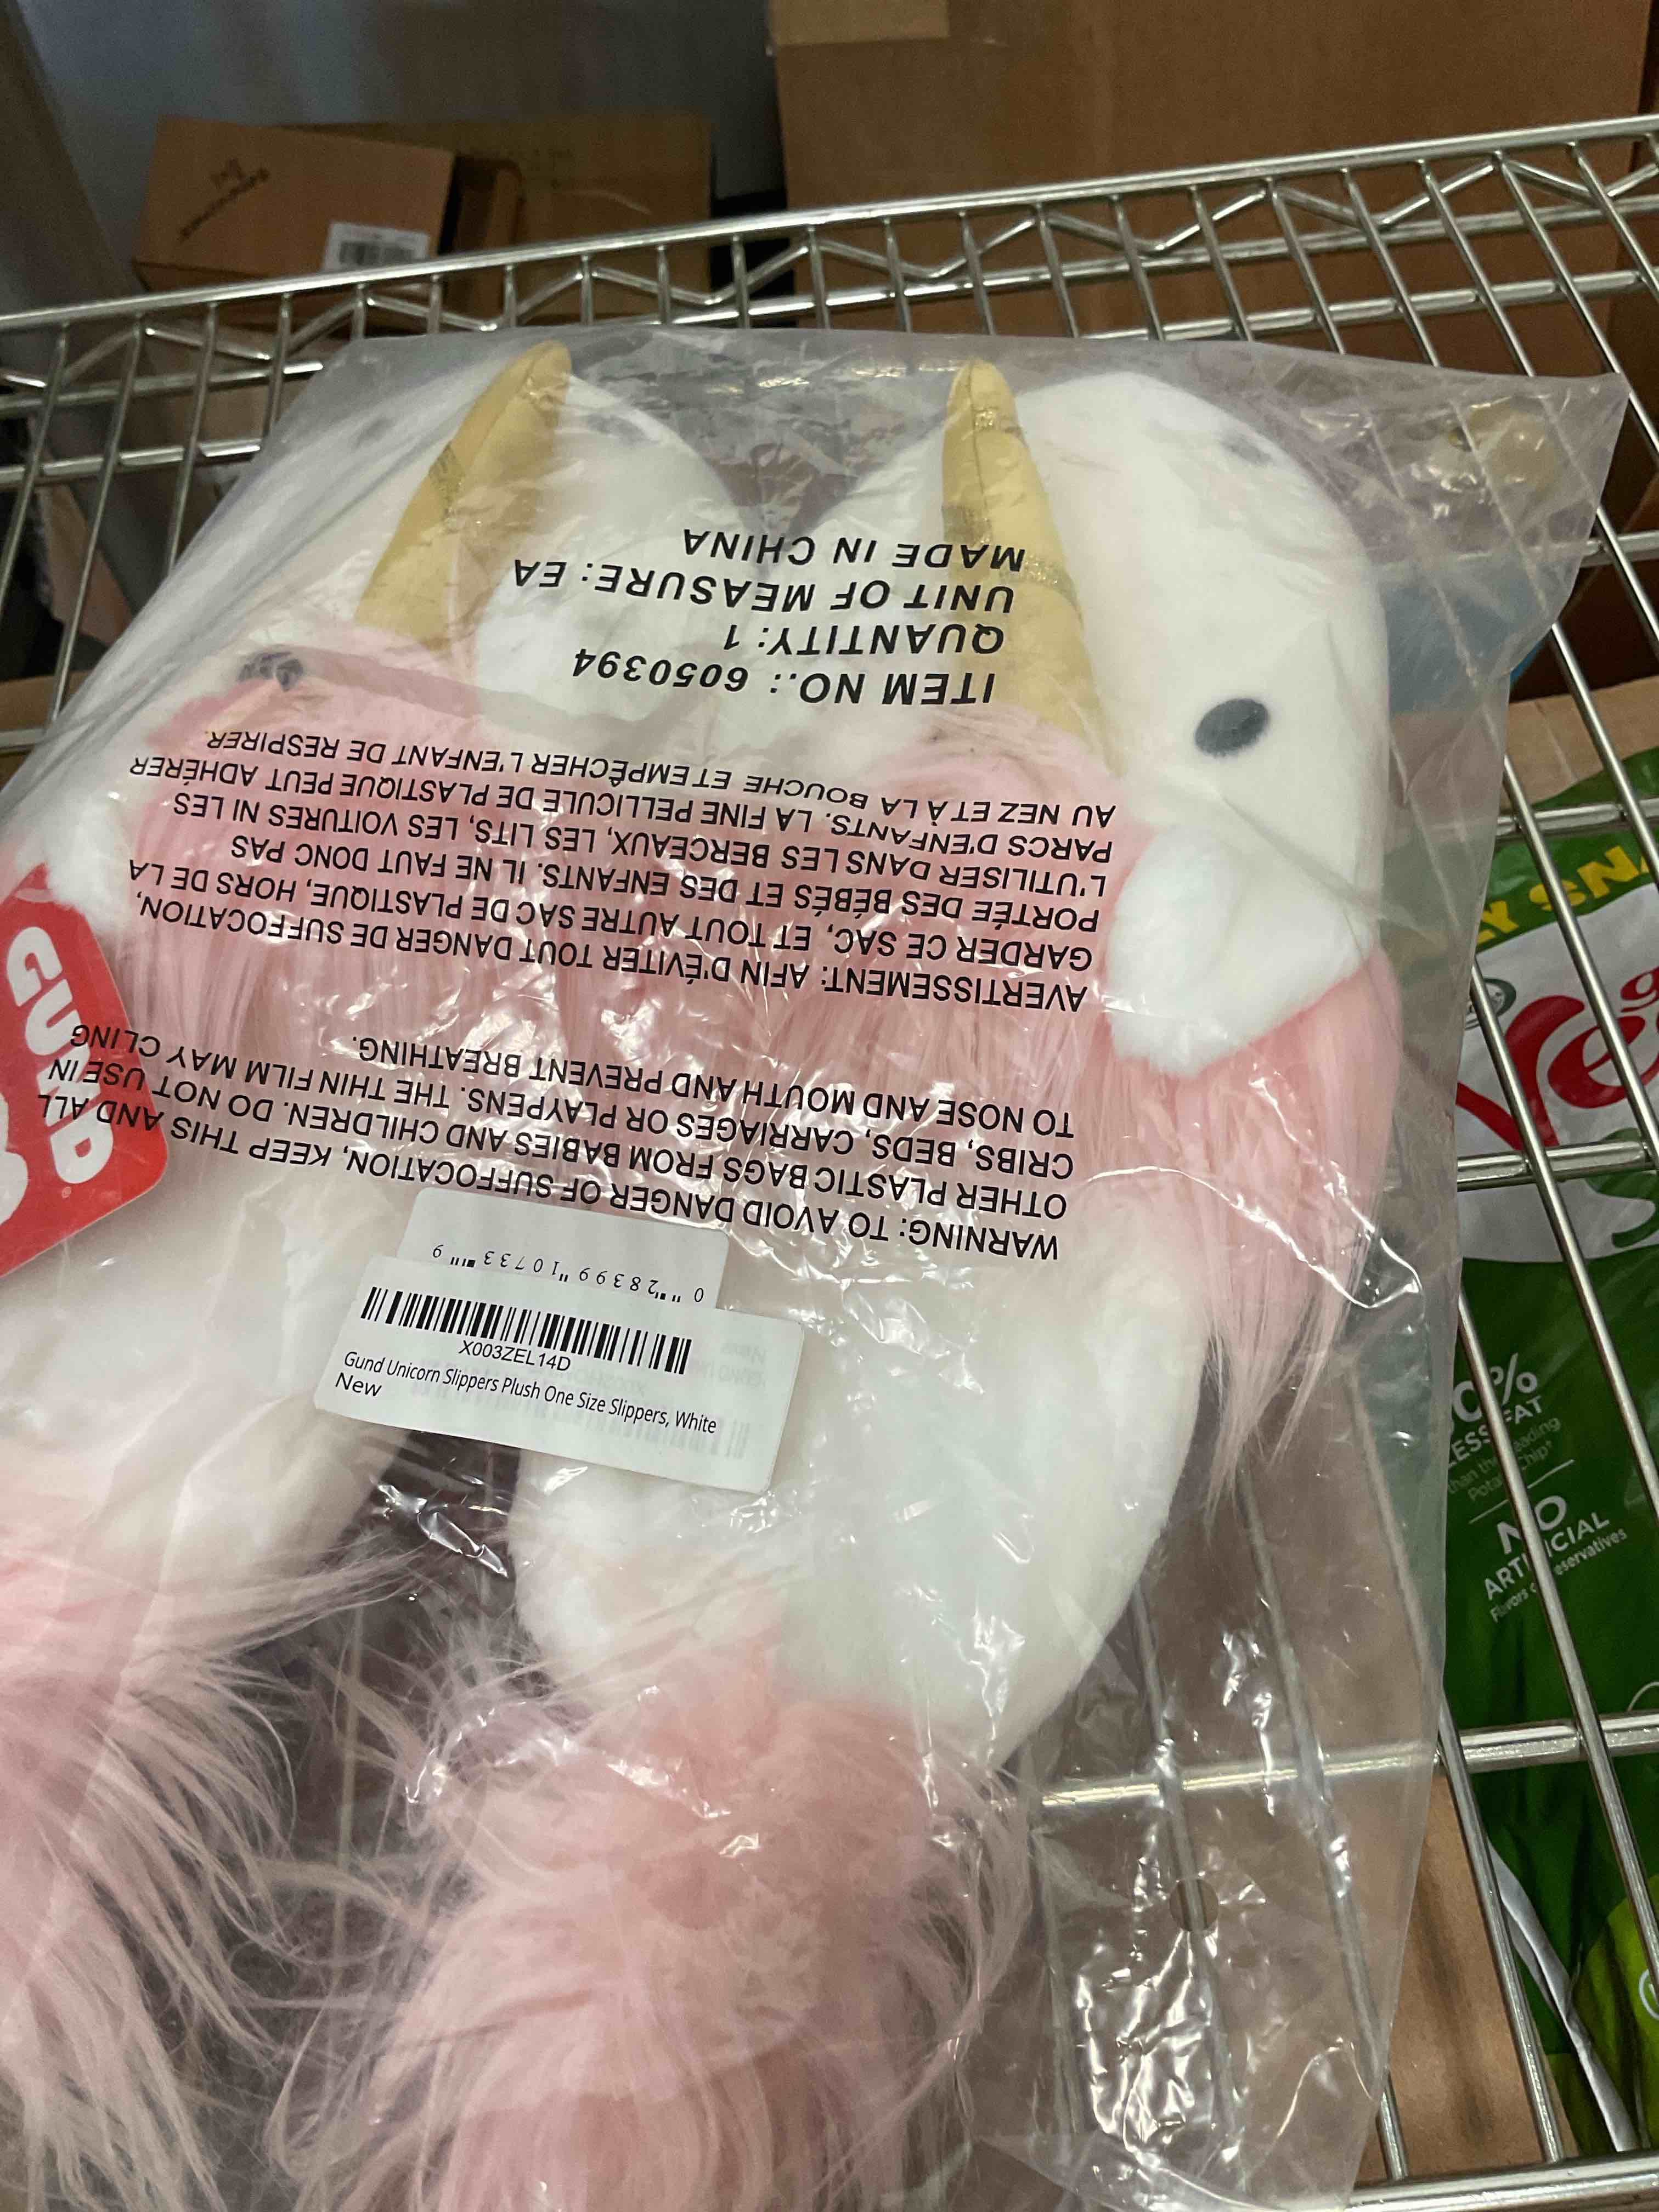 WARNING: TO AVOID DANGER OF SUFFOCATION, KEEP THIS AND ALL
OTHER PLASTIC BAGS FROM BABIES AND CHILDREN. DO NOT USE IN
CRIBS, BEDS, CARRIAGES OR PLAYPENS. THE THIN FILM MAY CLING
TO NOSE AND MOUTH AND PREVENT BREATHING.
AVERTISSEMENT: AFIN D'ÉVITER TOUT DANGER DE SUFFOCATION,
GARDER CE SAC, ET TOUT AUTRE SAC DE PLASTIQUE, HORS DE LA
PORTÉE DES BÉBÉS ET DES ENFANTS. IL NE FAUT DONC PAS
L'UTILISER DANS LES BERCEAUX, LES LITS, LES VOITURES NI LES
PARCS D'ENFANTS. LA FINE PELLICULE DE PLASTIQUE PEUT ADHÉRER
AU NEZ ET À LA BOUCHE ET EMPÊCHER L'ENFANT DE RESPIRER.
ITEM NO.: 6050394
QUANTITY: 1
UNIT OF MEASURE: EA
MADE IN CHINA
GUND
0 28399 10733 9
X003ZEL14D
Gund Unicorn Slippers Plush One Size Slippers, White
New
NO